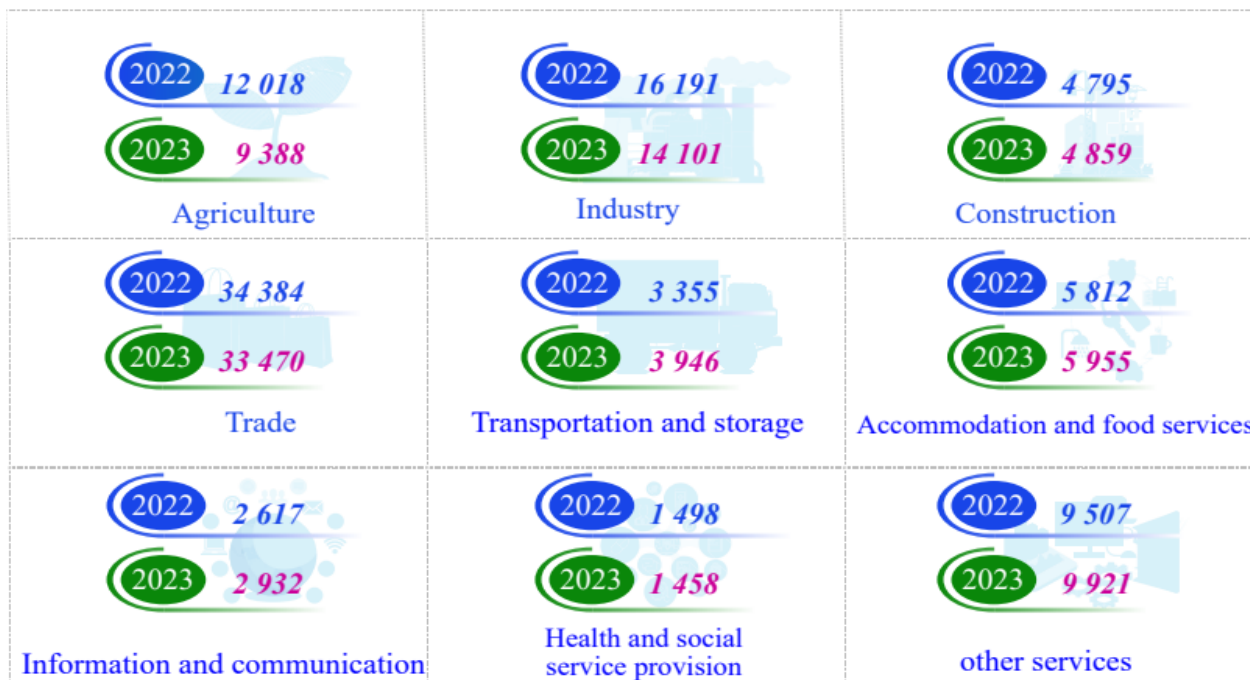 2022 12 018
2023 9 388
Agriculture
2022 16 191
2023 14 101
Industry
2022 4 795
2023 4 859
Construction
2022 34 384
2023 33 470
Trade
2022 3 355
2023 3 946
Transportation and storage
2022 5 812
2023 5 955
Accommodation and food services
2022 2 617
2023 2 932
Information and communication
2022 1 498
2023 1 458
Health and social
service provision
2022 9 507
2023 9 921
other services